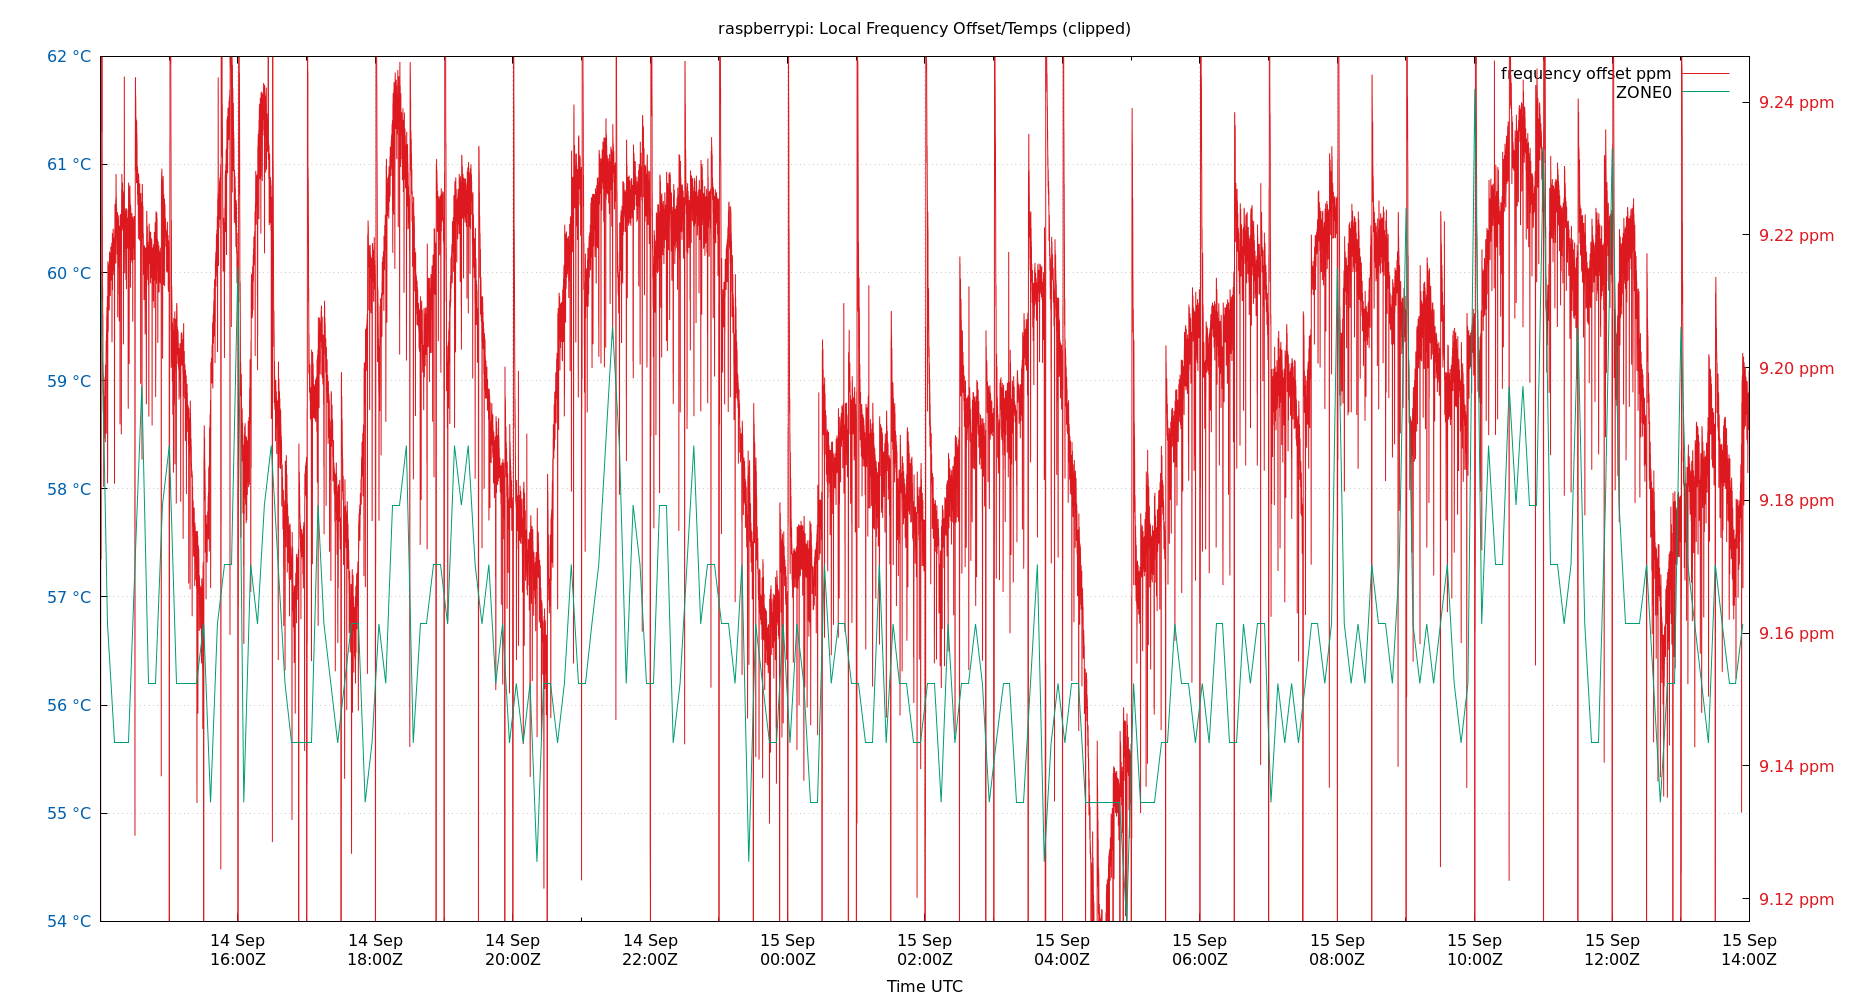 raspberrypi: Local Frequency Offset/Temps (clipped)
62 °C
61 °C
60 °C
59 °C
58 °C
57 °C
56 °C
55 °C
54 °C
frequency offset ppm
ZONE0
9.24 ppm
9.22 ppm
9.20 ppm
9.18 ppm
9.16 ppm
9.14 ppm
9.12 ppm
14 Sep
16:00Z
14 Sep
18:00Z
14 Sep
20:00Z
14 Sep
22:00Z
15 Sep
00:00Z
15 Sep
02:00Z
15 Sep
04:00Z
15 Sep
06:00Z
15 Sep
08:00Z
15 Sep
10:00Z
15 Sep
12:00Z
15 Sep
14:00Z
Time UTC